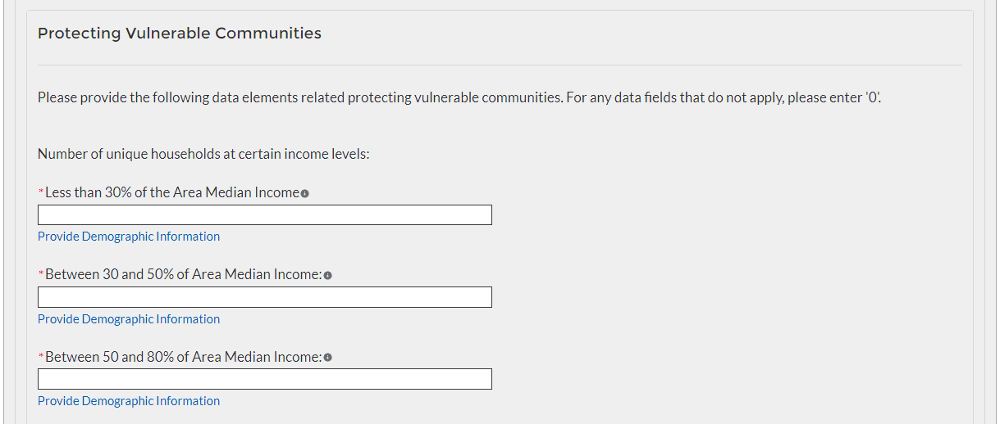 Protecting Vulnerable Communities
Please provide the following data elements related protecting vulnerable communities. For any data fields that do not apply, please enter '0'.
Number of unique households at certain income levels:
*Less than 30% of the Area Median Income
Provide Demographic Information
*Between 30 and 50% of Area Median Income:
Provide Demographic Information
*Between 50 and 80% of Area Median Income:
Provide Demographic Information